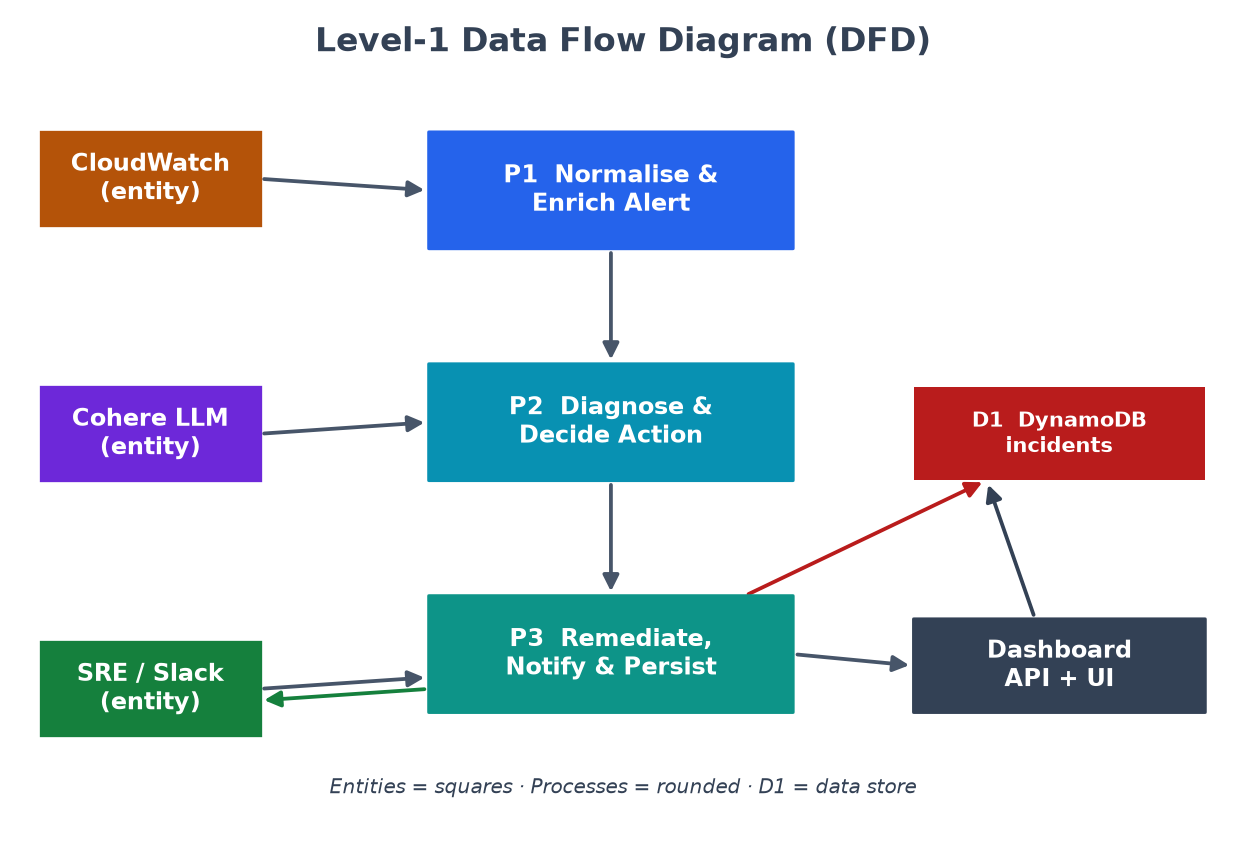 Level-1 Data Flow Diagram (DFD)
CloudWatch
(entity)
P1  Normalise &
Enrich Alert
Cohere LLM
(entity)
P2  Diagnose &
Decide Action
D1  DynamoDB
incidents
SRE / Slack
(entity)
P3  Remediate,
Notify & Persist
Dashboard
API + UI
Entities = squares · Processes = rounded · D1 = data store